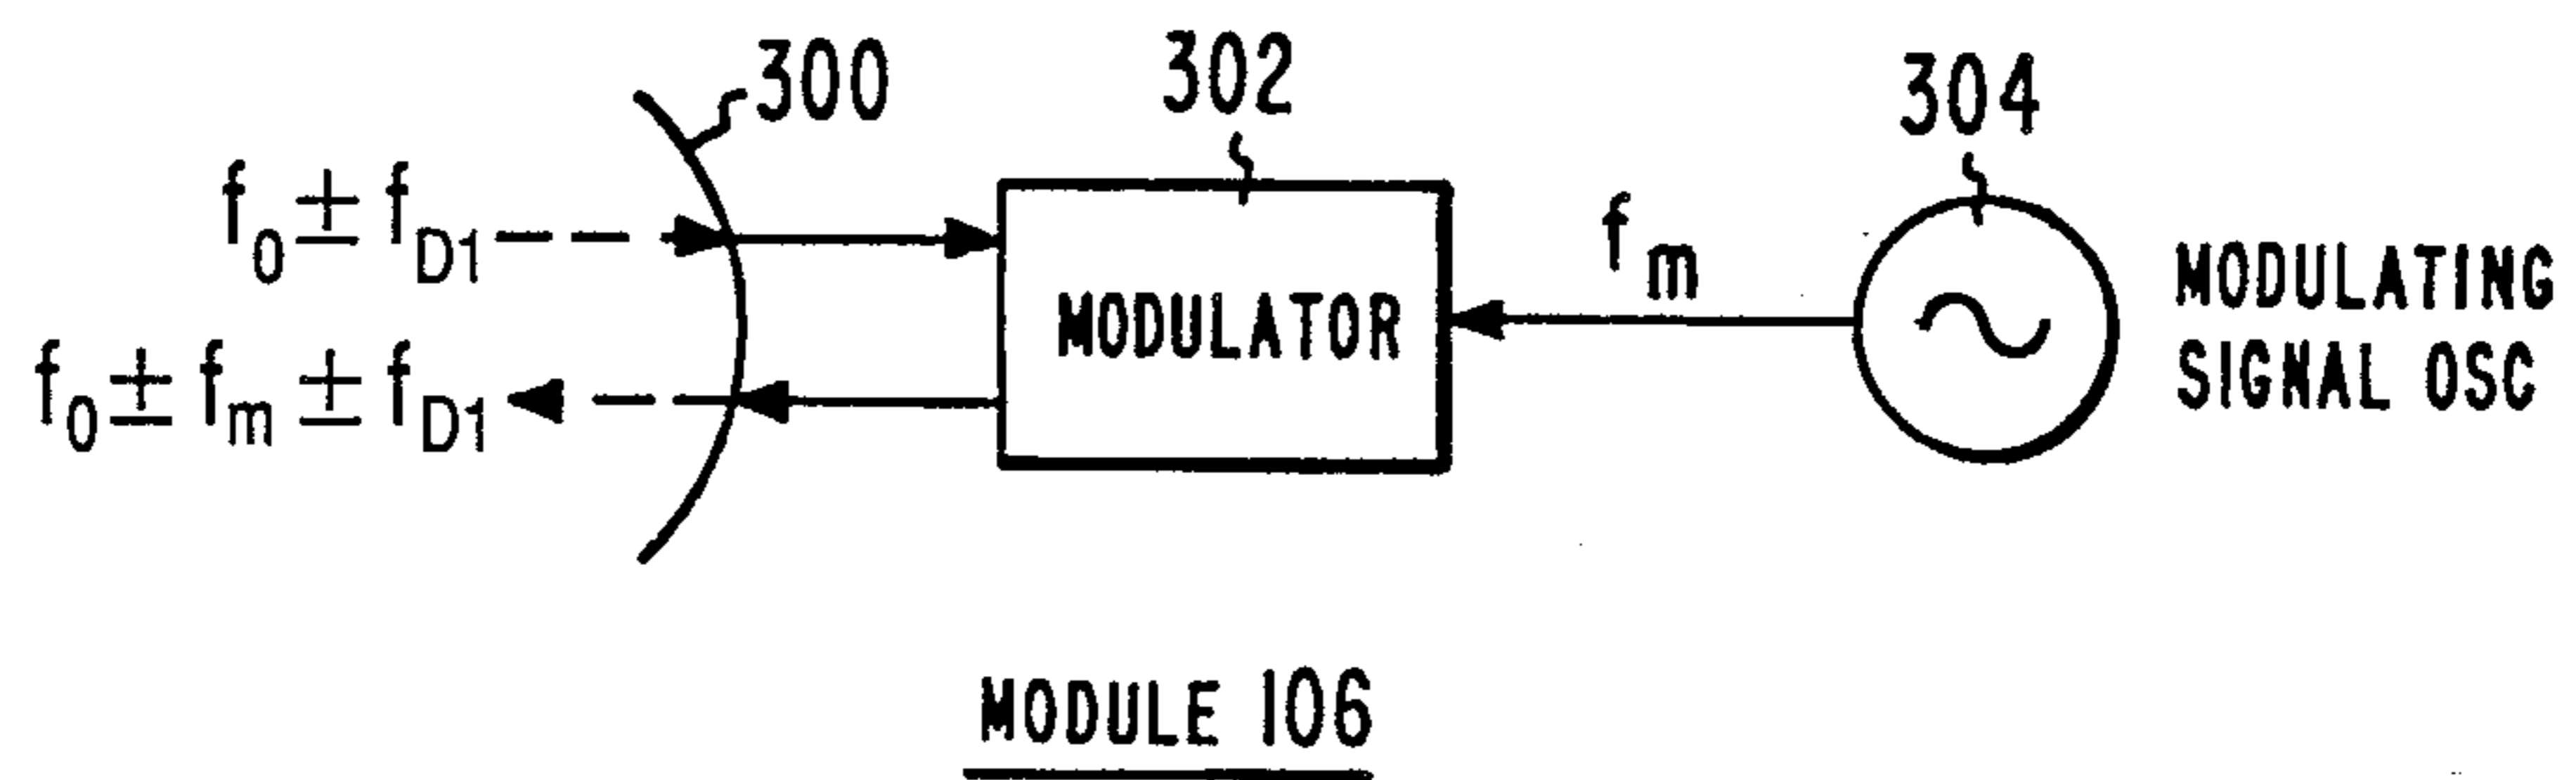 300
302
304
f0 ± fD1
fm
MODULATOR
MODULATING
SIGNAL OSC
f0 ± fm ± fD1
MODULE 106